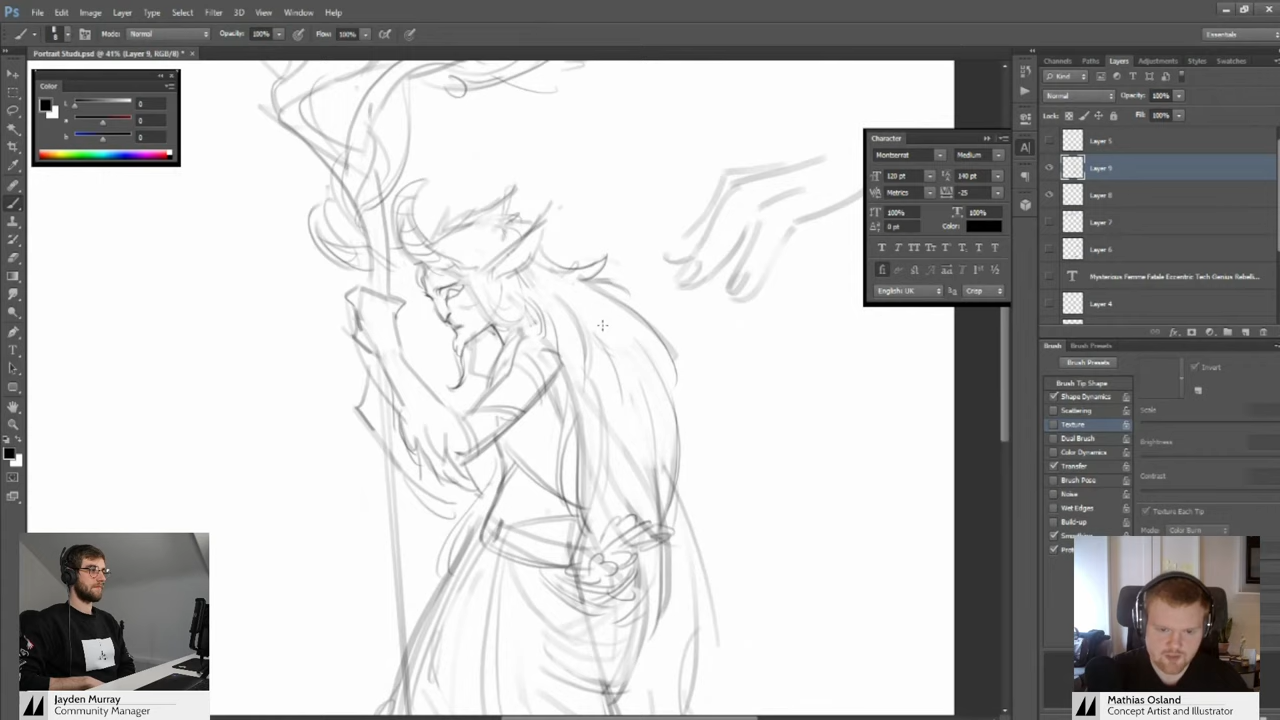 Ps File Edit Image Layer Type Select Filter 3D View Window Help
Mode: Normal Opacity: 100% Flow: 100% Essentials
Portrait Studi.psd @ 41% (Layer 9, RGB/8) *
Color
L 0
a 0
b 0
Character
Montserrat Medium
120 pt 140 pt
Metrics -25
100% 100%
0 pt Color:
English: UK Crisp
Channels Paths Layers Adjustments Styles Swatches
Kind
Normal Opacity: 100%
Lock: Fill: 100%
Layer 5
Layer 9
Layer 8
Layer 7
Layer 6
Mysterious Femme Fatale Eccentric Tech Genius Rebelli...
Layer 4
Brush Brush Presets
Brush Presets Invert
Brush Tip Shape
Shape Dynamics Scale
Scattering
Texture Brightness
Dual Brush
Color Dynamics Contrast
Transfer
Brush Pose
Noise
Wet Edges Texture Each Tip
Build-up Mode: Color Burn
Jayden Murray
Community Manager
Mathias Osland
Concept Artist and Illustrator